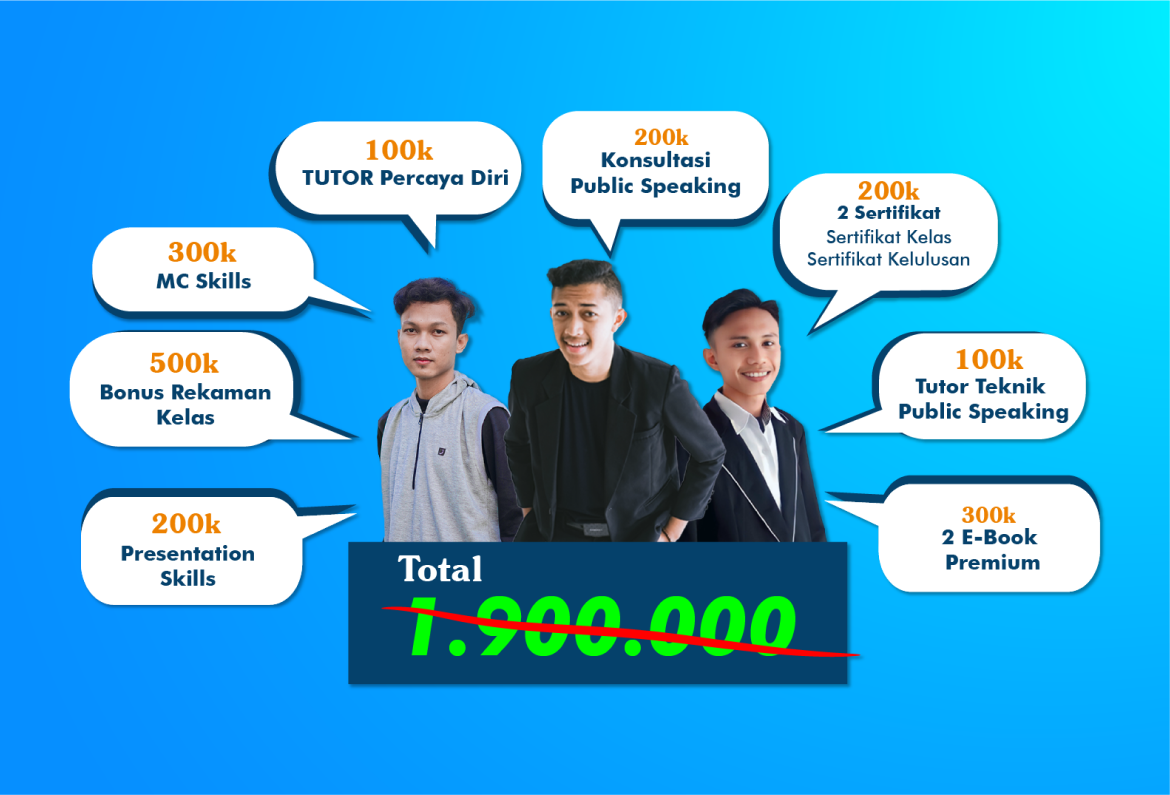 100k
TUTOR Percaya Diri
200k
Konsultasi
Public Speaking
200k
2 Sertifikat
Sertifikat Kelas
Sertifikat Kelulusan
300k
MC Skills
500k
Bonus Rekaman
Kelas
100k
Tutor Teknik
Public Speaking
200k
Presentation
Skills
300k
2 E-Book
Premium
Total
1.900.000